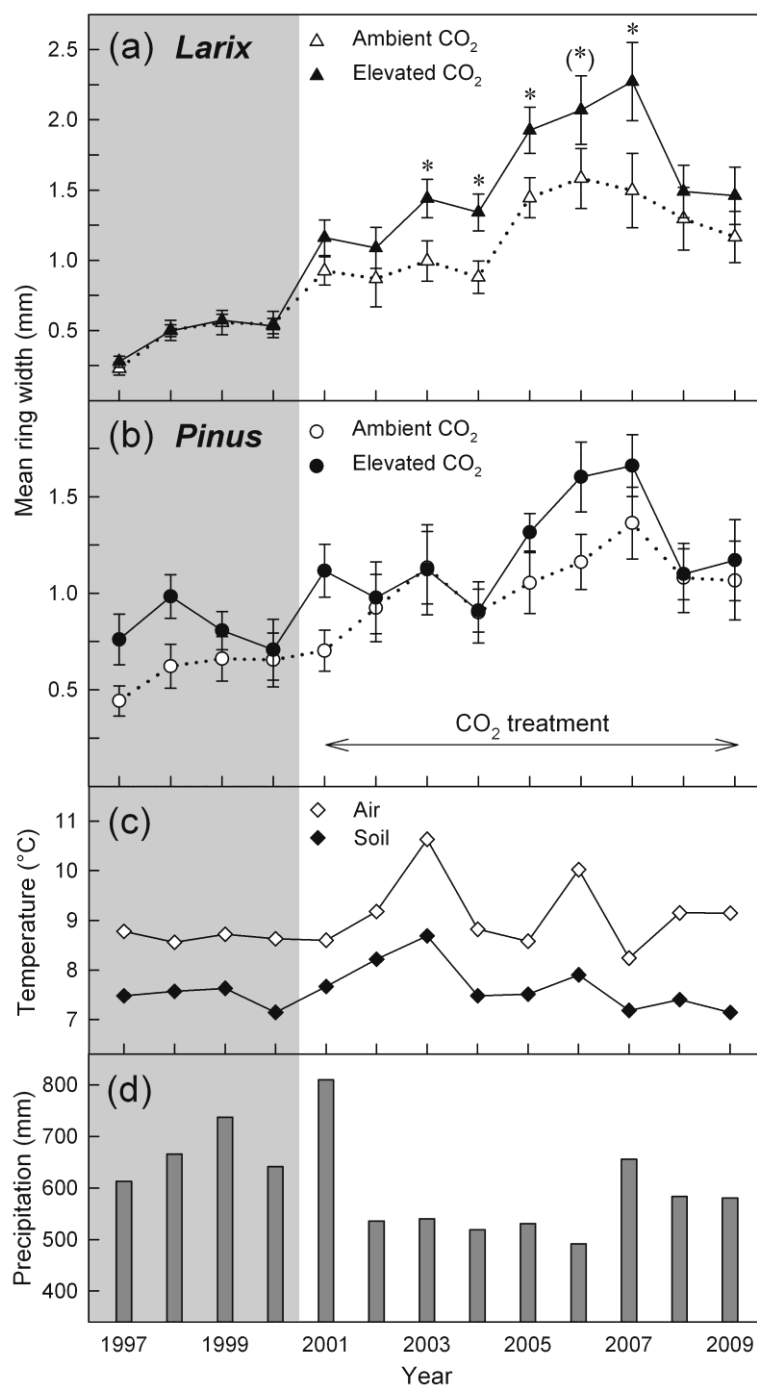 (a) Larix
Ambient CO₂
Elevated CO₂
2.5
2.0
1.5
1.0
0.5
*
*
*
(*)
*
Mean ring width (mm)
(b) Pinus
Ambient CO₂
Elevated CO₂
1.5
1.0
0.5
CO₂ treatment
(c)
Air
Soil
11
10
9
8
7
Temperature (°C)
(d)
800
700
600
500
400
Precipitation (mm)
1997 1999 2001 2003 2005 2007 2009
Year